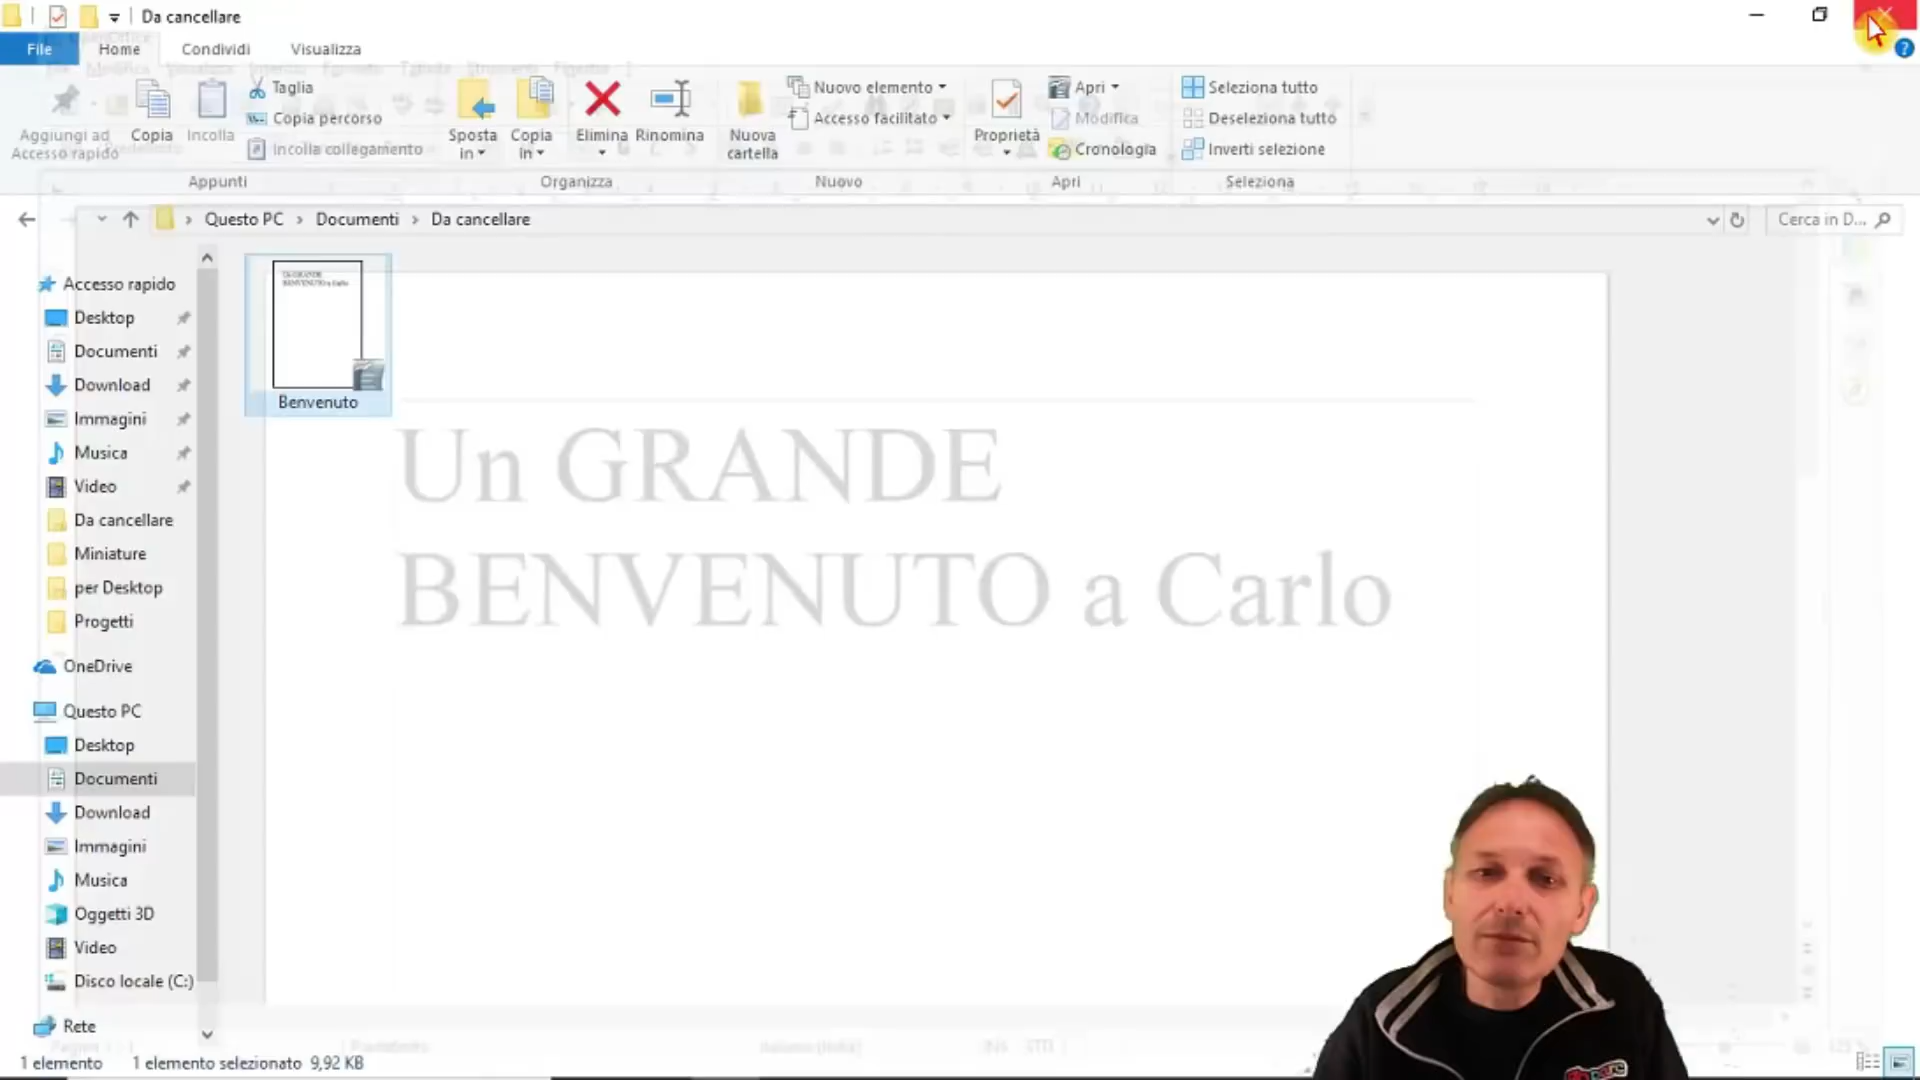 Da cancellare
File Home Condividi Visualizza
Aggiungi ad
Accesso rapido
Copia
Incolla
Taglia
Copia percorso
Incolla collegamento
Appunti
Sposta
in
Copia
in
Elimina
Rinomina
Organizza
Nuova
cartella
Nuovo elemento
Accesso facilitato
Nuovo
Proprietà
Apri
Modifica
Cronologia
Apri
Seleziona tutto
Deseleziona tutto
Inverti selezione
Seleziona
Questo PC > Documenti > Da cancellare
Cerca in D...
Accesso rapido
Desktop
Documenti
Download
Immagini
Musica
Video
Da cancellare
Miniature
per Desktop
Progetti
OneDrive
Questo PC
Desktop
Documenti
Download
Immagini
Musica
Oggetti 3D
Video
Disco locale (C:)
Rete
Un GRANDE
BENVENUTO a Carlo
Benvenuto
Un GRANDE
BENVENUTO a Carlo
1 elemento 1 elemento selezionato 9,92 KB